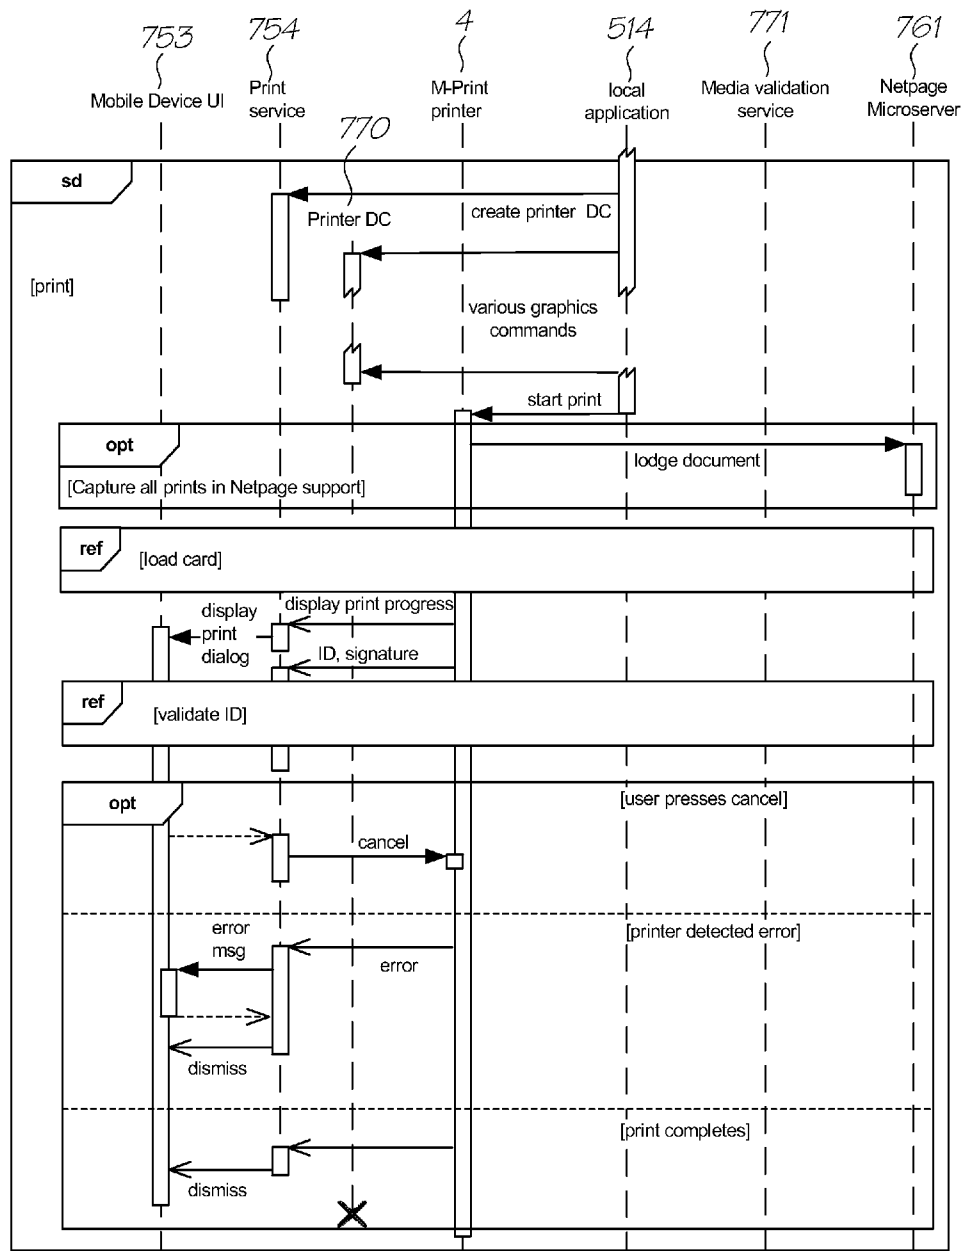 753
754
4
514
771
761
Mobile Device UI
Print
service
M-Print
printer
local
application
Media validation
service
Netpage
Microserver
770
sd
create printer DC
Printer DC
[print]
various graphics
commands
start print
opt
lodge document
[Capture all prints in Netpage support]
ref
[load card]
display print progress
display
print
dialog
ID, signature
ref
[validate ID]
opt
[user presses cancel]
cancel
[printer detected error]
error
msg
error
dismiss
[print completes]
dismiss